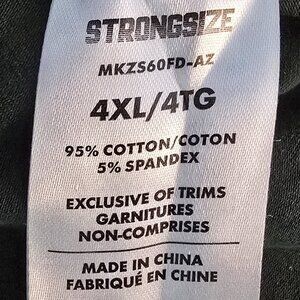 STRONGSIZE
MKZS60FD-AZ
4XL/4TG
95% COTTON/COTON
5% SPANDEX
EXCLUSIVE OF TRIMS
GARNITURES
NON-COMPRISES
MADE IN CHINA
FABRIQUÉ EN CHINE